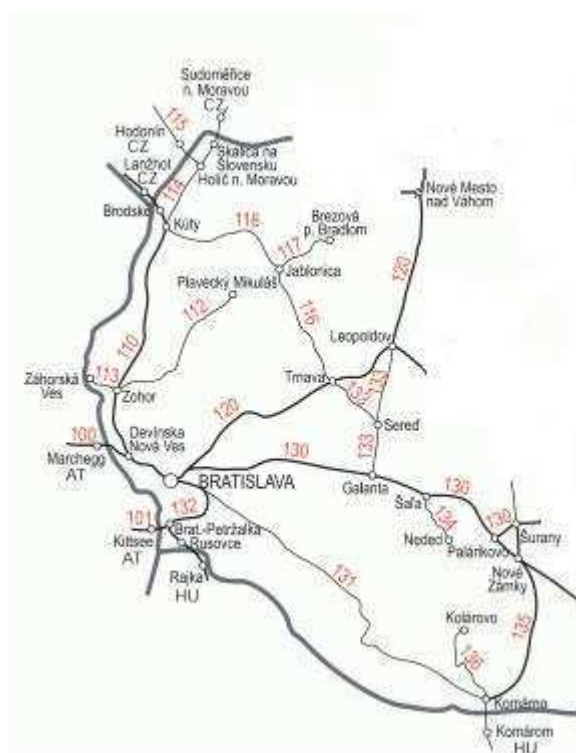 Sudoměřice
n. Moravou
CZ
115
Hodonín
CZ
Lanžhot
CZ
Skalica na
Slovensku
Holíč n. Moravou
114
Brodské
Kúty
116
Brezová
p. Bradlom
117
Jablonica
Nové Mesto
nad Váhom
120
Plavecký Mikuláš
112
116
110
Leopoldov
Záhorská
Ves
113
Zohor
Trnava
133
133
Sereď
120
100
Devínska
Nová Ves
Marchegg
AT
130
133
BRATISLAVA
Galanta
Šaľa
130
132
101
Brat.-Petržalka
Kittsee
AT
Rusovce
134
Neded
130
Šurany
Palárikovo
Nové
Zámky
Rajka
HU
131
Kolárovo
135
136
Komárno
Komárom
HU